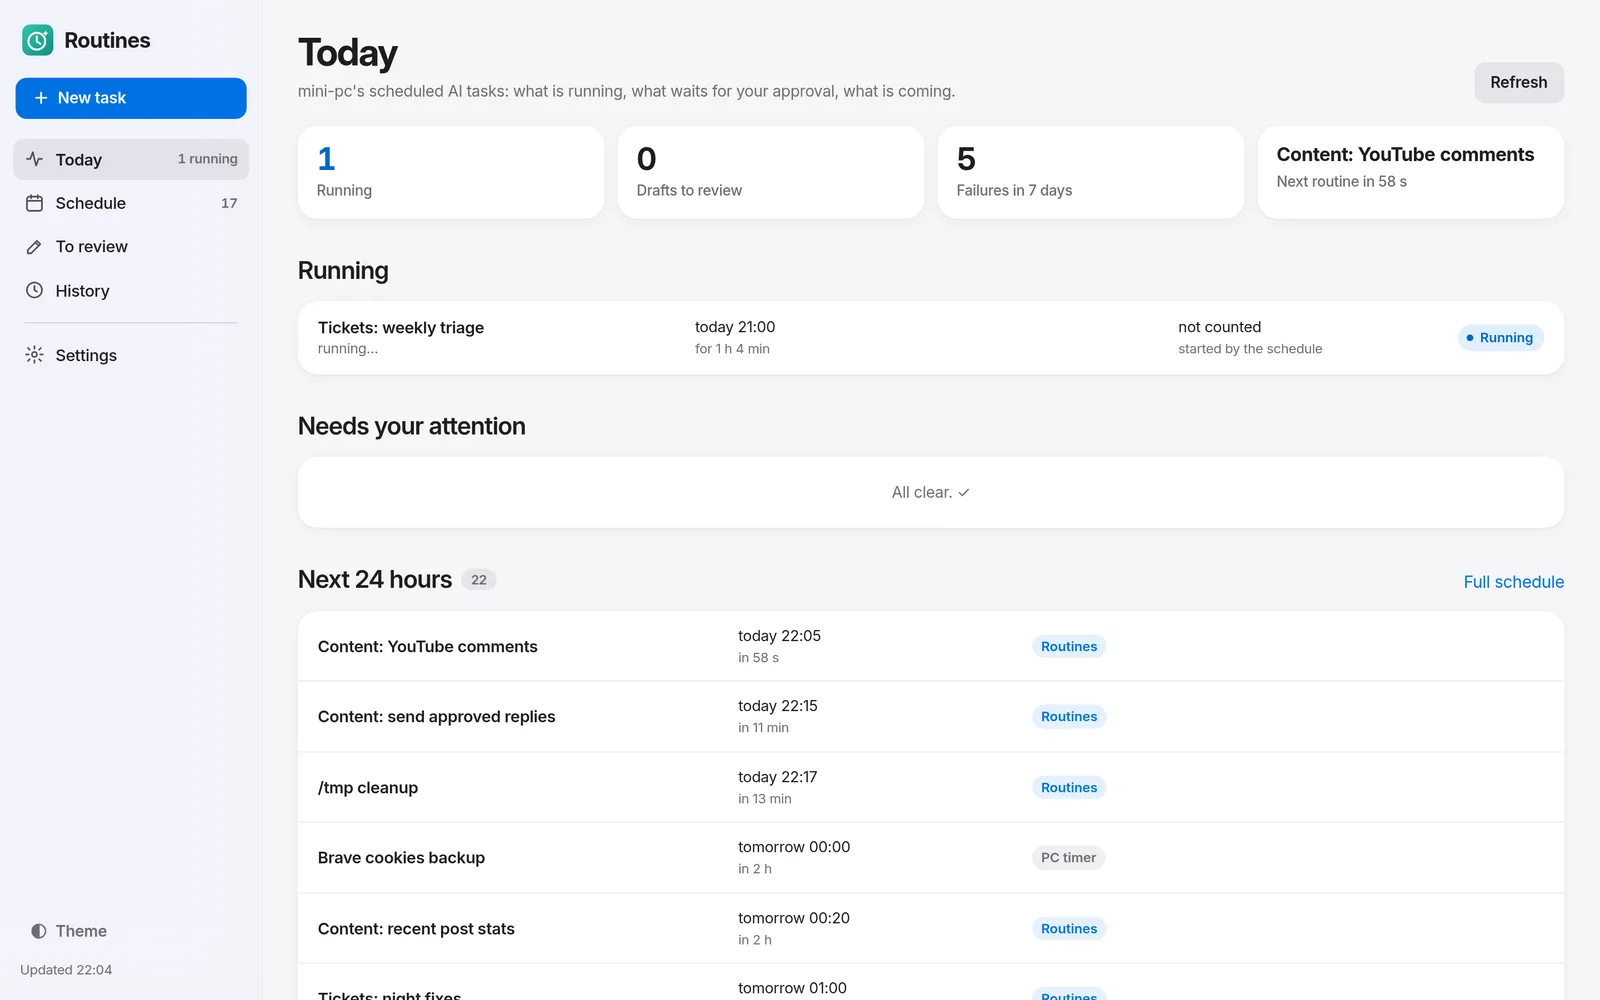 Routines
+ New task
Today 1 running
Schedule 17
To review
History
Settings
Theme
Updated 22:04
Today
mini-pc's scheduled AI tasks: what is running, what waits for your approval, what is coming.
Refresh
1
Running
0
Drafts to review
5
Failures in 7 days
Content: YouTube comments
Next routine in 58 s
Running
Tickets: weekly triage
running...
today 21:00
for 1 h 4 min
not counted
started by the schedule
Running
Needs your attention
All clear. ✓
Next 24 hours 22
Full schedule
Content: YouTube comments
today 22:05
in 58 s
Routines
Content: send approved replies
today 22:15
in 11 min
Routines
/tmp cleanup
today 22:17
in 13 min
Routines
Brave cookies backup
tomorrow 00:00
in 2 h
PC timer
Content: recent post stats
tomorrow 00:20
in 2 h
Routines
Tickets: night fixes
tomorrow 01:00
Routines